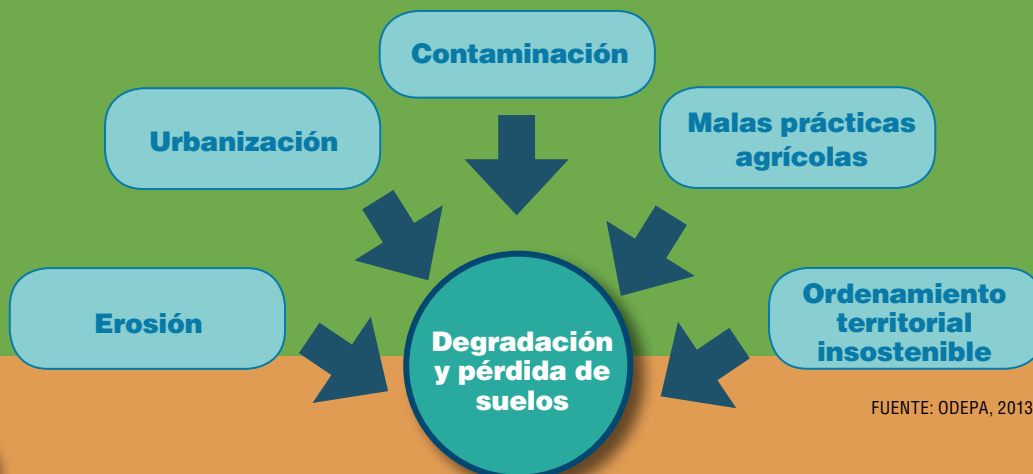 Contaminación
Urbanización
Malas prácticas
agrícolas
Erosión
Ordenamiento
territorial
insostenible
Degradación
y pérdida de
suelos
FUENTE: ODEPA, 2013